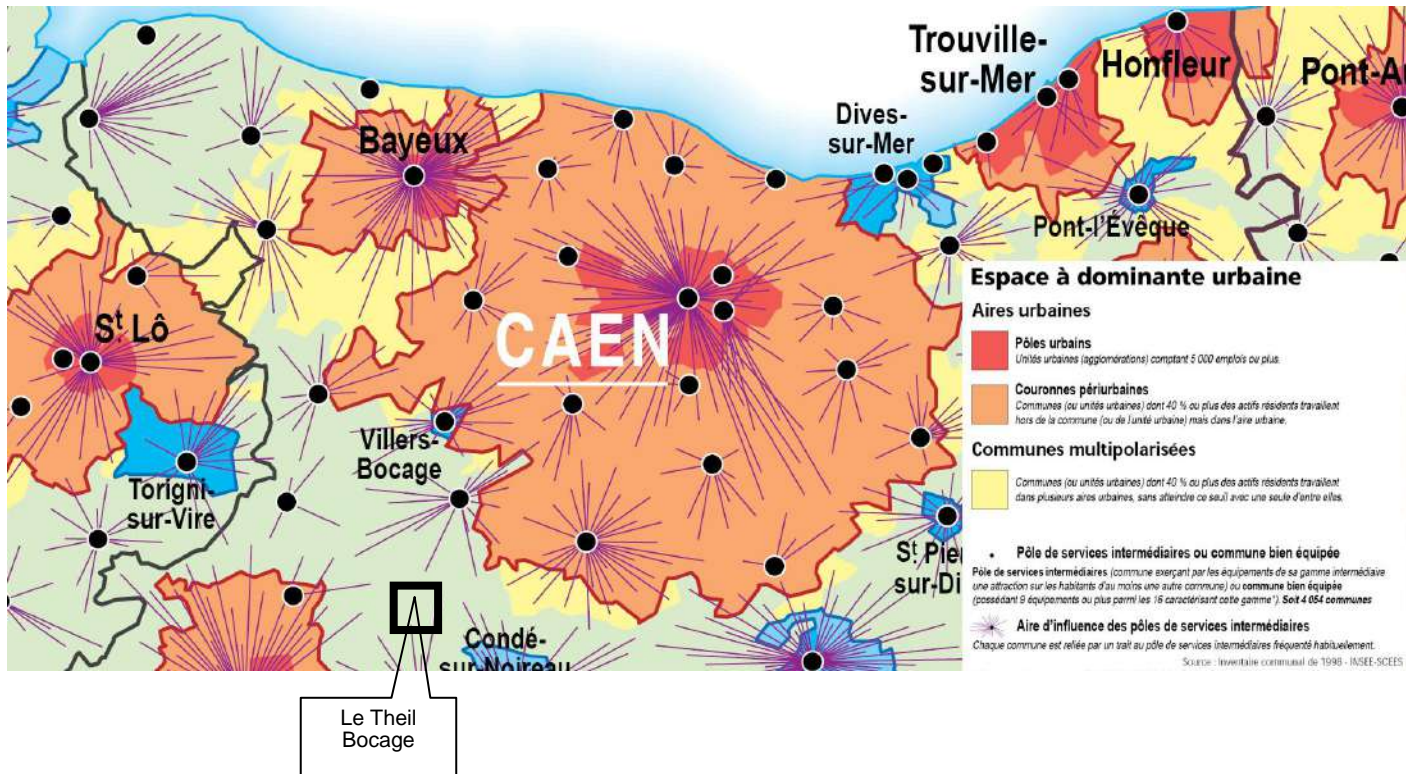 Trouville-
sur-Mer
Honfleur
Pont-Au
Dives-
sur-Mer
Bayeux
Pont-l'Évêque
St Lô
CAEN
Villers-
Bocage
Torigni-
sur-Vire
St Pier
sur-Di
Condé-
sur-Noireau
Le Theil
Bocage
Espace à dominante urbaine
Aires urbaines
Pôles urbains
Unités urbaines (agglomérations) comptant 5 000 emplois ou plus.
Couronnes périurbaines
Communes (ou unités urbaines) dont 40 % ou plus des actifs résidents travaillent
hors de la commune (ou de l'unité urbaine) mais dans l'aire urbaine.
Communes multipolarisées
Communes (ou unités urbaines) dont 40 % ou plus des actifs résidents travaillent
dans plusieurs aires urbaines, sans atteindre ce seuil avec une seule d'entre elles.
Pôle de services intermédiaires ou commune bien équipée
Pôle de services intermédiaires (commune exerçant par les équipements de sa gamme intermédiaire
une attraction sur les habitants d'au moins une autre commune) ou commune bien équipée
(possédant 9 équipements ou plus parmi les 16 caractérisant cette gamme*). Soit 4 054 communes
Aire d'influence des pôles de services intermédiaires
Chaque commune est reliée par un trait au pôle de services intermédiaires fréquenté habituellement.
Source : Inventaire communal de 1998 - INSEE-SCEES